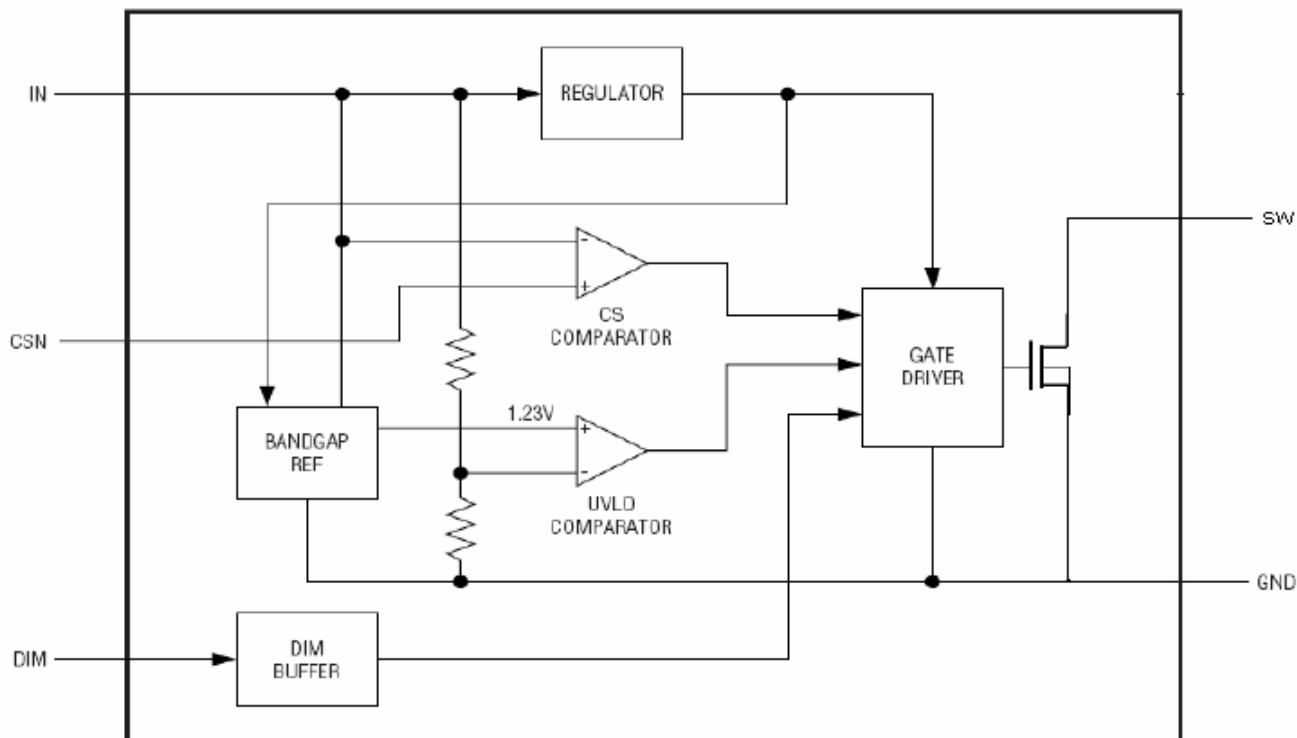 IN
REGULATOR
SW
-
+
CS
COMPARATOR
CSN
GATE
DRIVER
1.23V
BANDGAP
REF
+
-
UVLO
COMPARATOR
GND
DIM
DIM
BUFFER